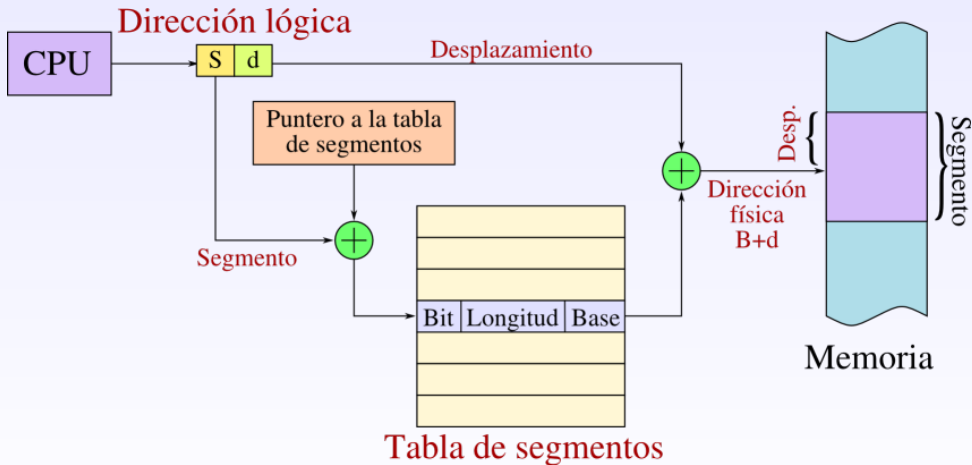 Dirección lógica
CPU
S d
Desplazamiento
Puntero a la tabla
de segmentos
Segmento
+
+
Dirección
física
B+d
Desp.
Segmento
Bit Longitud Base
Memoria
Tabla de segmentos